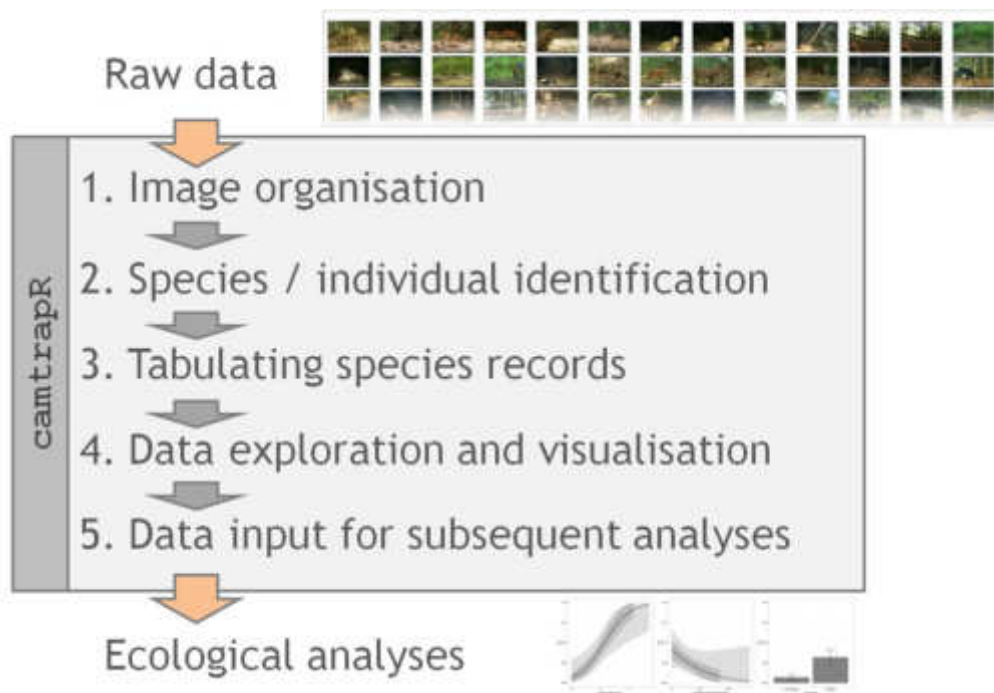 Raw data
camtrapR
1. Image organisation
2. Species / individual identification
3. Tabulating species records
4. Data exploration and visualisation
5. Data input for subsequent analyses
Ecological analyses